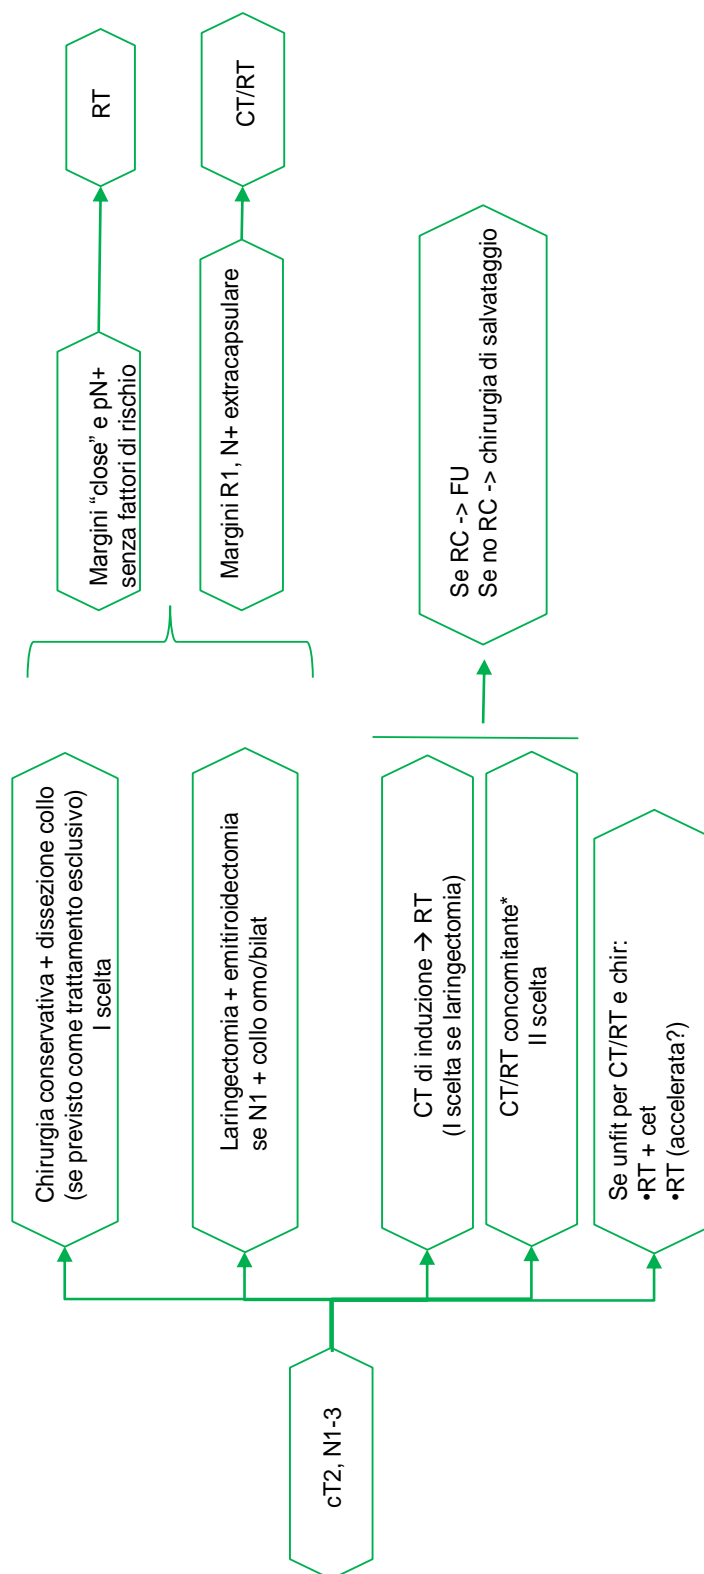 cT2, N1-3
Chirurgia conservativa + dissezione collo
(se previsto come trattamento esclusivo)
I scelta
Laringectomia + emitiroidectomia
se N1 + collo omo/bilat
CT di induzione → RT
(I scelta se laringectomia)
CT/RT concomitante*
II scelta
Se unfit per CT/RT e chir:
•RT + cet
•RT (accelerata?)
Margini “close” e pN+
senza fattori di rischio
Margini R1, N+ extracapsulare
Se RC -> FU
Se no RC -> chirurgia di salvataggio
RT
CT/RT